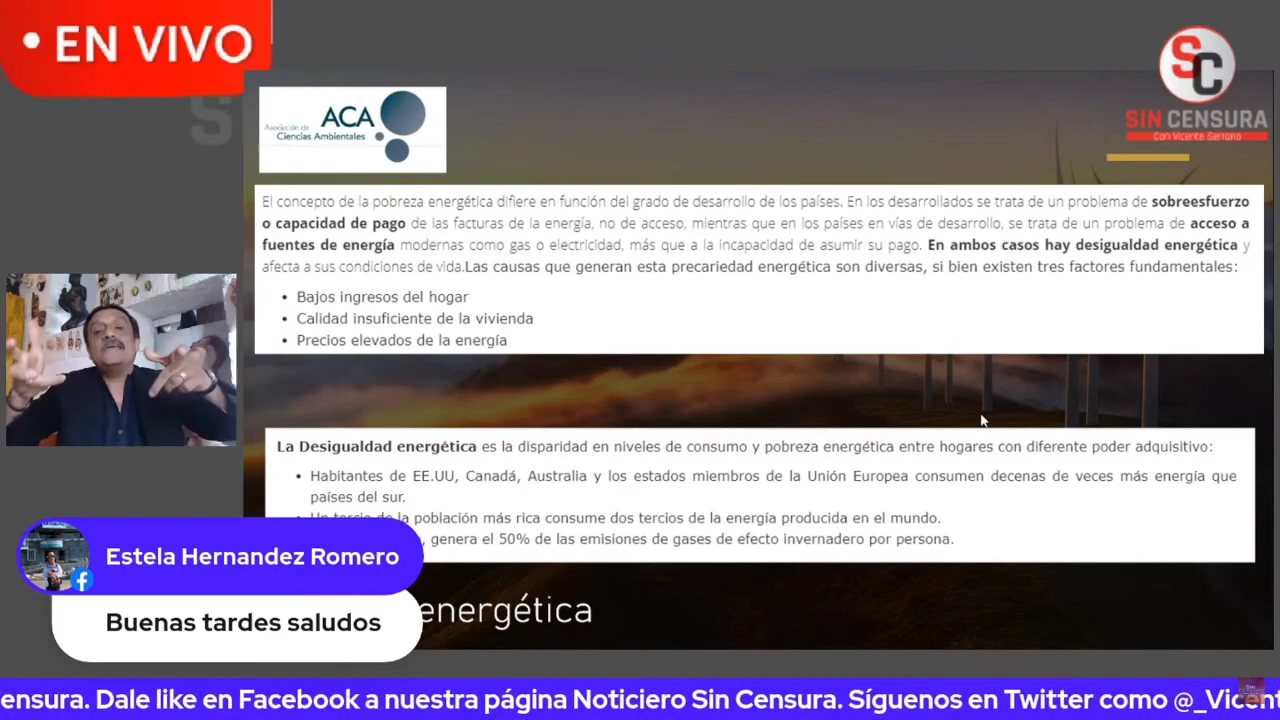 • EN VIVO
SC
SIN CENSURA
Con Vicente Serrano
ACA
Asociación de
Ciencias Ambientales
El concepto de la pobreza energética difiere en función del grado de desarrollo de los países. En los desarrollados se trata de un problema de sobreesfuerzo
o capacidad de pago de las facturas de la energía, no de acceso, mientras que en los países en vías de desarrollo, se trata de un problema de acceso a
fuentes de energía modernas como gas o electricidad, más que a la incapacidad de asumir su pago. En ambos casos hay desigualdad energética y
afecta a sus condiciones de vida.Las causas que generan esta precariedad energética son diversas, si bien existen tres factores fundamentales:
• Bajos ingresos del hogar
• Calidad insuficiente de la vivienda
• Precios elevados de la energía
La Desigualdad energética es la disparidad en niveles de consumo y pobreza energética entre hogares con diferente poder adquisitivo:
• Habitantes de EE.UU, Canadá, Australia y los estados miembros de la Unión Europea consumen decenas de veces más energía que
países del sur.
• Un tercio de la población más rica consume dos tercios de la energía producida en el mundo.
, genera el 50% de las emisiones de gases de efecto invernadero por persona.
energética
Estela Hernandez Romero
Buenas tardes saludos
ensura. Dale like en Facebook a nuestra página Noticiero Sin Censura. Síguenos en Twitter como @_Vicent